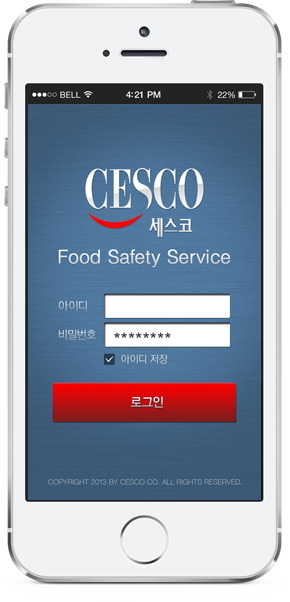 BELL 4:21 PM 22%
CESCO
세스코
Food Safety Service
아이디
비밀번호 ********
아이디 저장
로그인
COPYRIGHT 2013 BY CESCO CO. ALL RIGHTS RESERVED.